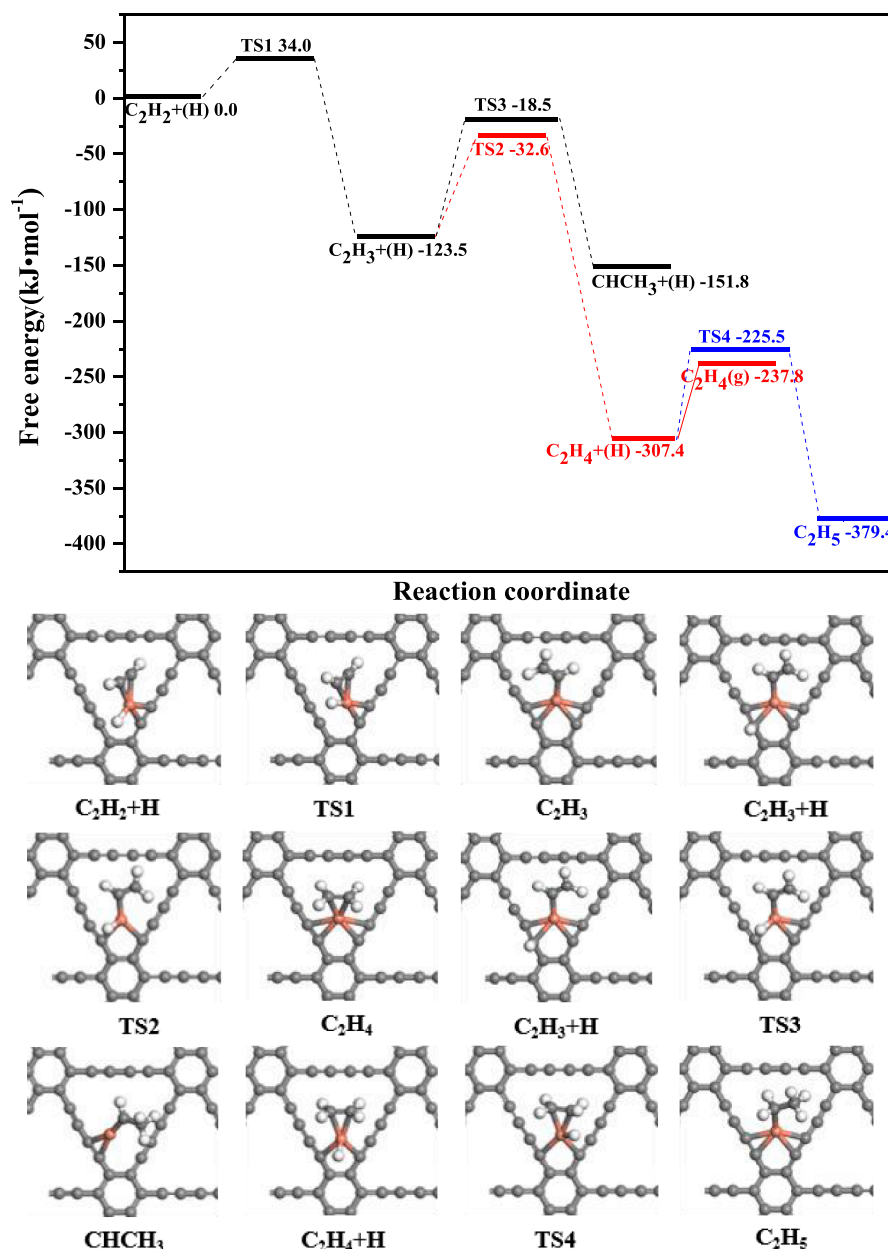 50
0
-50
-100
-150
-200
-250
-300
-350
-400
Free energy(kJ•mol⁻¹)
TS1 34.0
C₂H₂+(H) 0.0
TS3 -18.5
TS2 -32.6
C₂H₃+(H) -123.5
CHCH₃+(H) -151.8
TS4 -225.5
C₂H₄(g) -237.8
C₂H₄+(H) -307.4
C₂H₅ -379.4
Reaction coordinate
C₂H₂+H TS1 C₂H₃ C₂H₃+H
TS2 C₂H₄ C₂H₃+H TS3
CHCH₃ C₂H₄+H TS4 C₂H₅